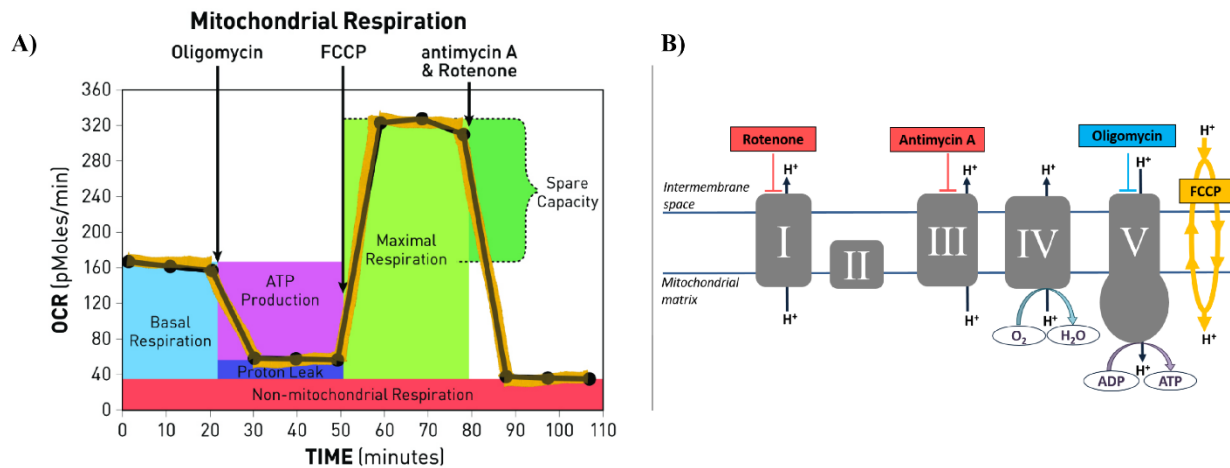 A)
Mitochondrial Respiration
Oligomycin
FCCP
antimycin A
& Rotenone
OCR (pMoles/min)
360
320
280
240
200
160
120
80
40
0
Basal
Respiration
ATP
Production
Proton Leak
Maximal
Respiration
Spare
Capacity
Non-mitochondrial Respiration
0 10 20 30 40 50 60 70 80 90 100 110
TIME (minutes)
B)
Rotenone
Antimycin A
Oligomycin
H⁺
H⁺
H⁺
H⁺
H⁺
FCCP
Intermembrane
space
I
II
III
IV
V
Mitochondrial
matrix
H⁺
H⁺
H⁺
H⁺
O₂
H₂O
H⁺
ADP
ATP